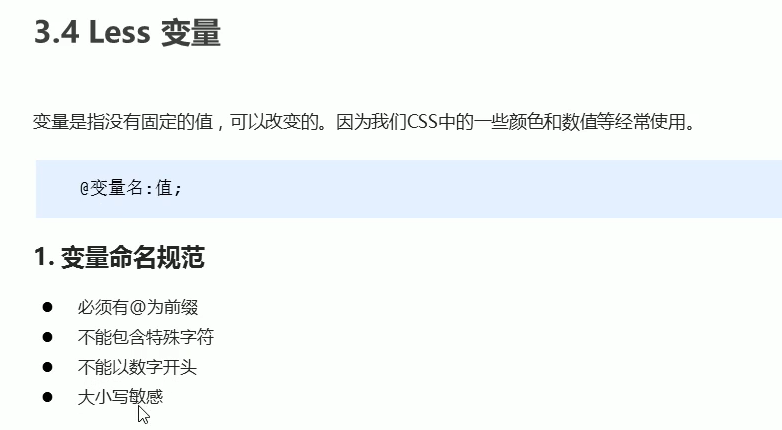 3.4 Less 变量
变量是指没有固定的值，可以改变的。因为我们CSS中的一些颜色和数值等经常使用。
@变量名:值;
1. 变量命名规范
● 必须有@为前缀
● 不能包含特殊字符
● 不能以数字开头
● 大小写敏感